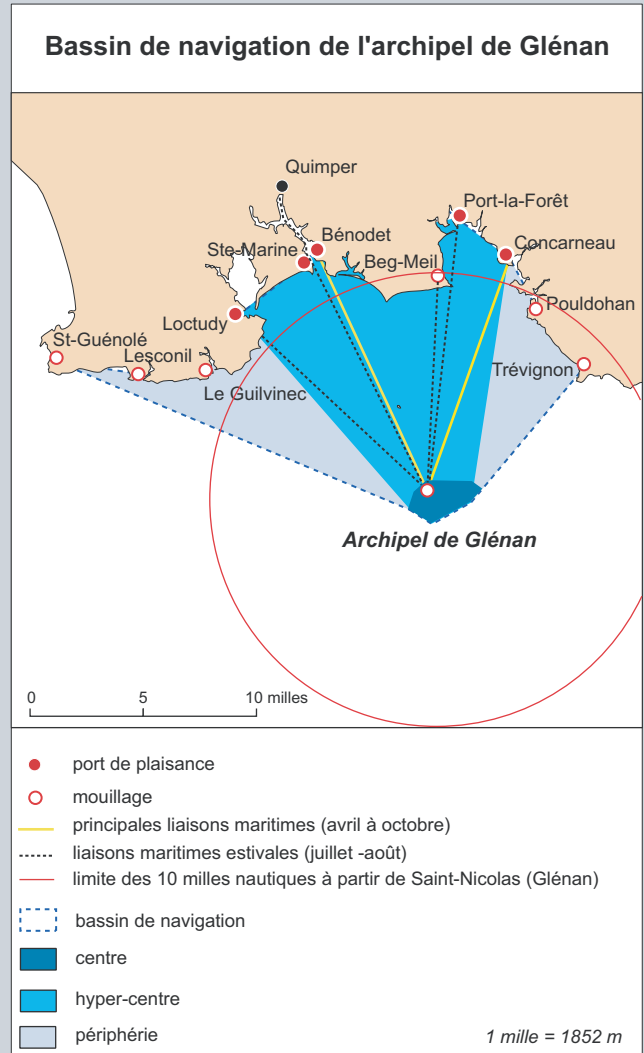 Bassin de navigation de l'archipel de Glénan
Quimper
Port-la-Forêt
Bénodet
Concarneau
Ste-Marine
Beg-Meil
Pouldohan
Loctudy
St-Guénolé
Lesconil
Trévignon
Le Guilvinec
Archipel de Glénan
0 5 10 milles
port de plaisance
mouillage
principales liaisons maritimes (avril à octobre)
liaisons maritimes estivales (juillet -août)
limite des 10 milles nautiques à partir de Saint-Nicolas (Glénan)
bassin de navigation
centre
hyper-centre
périphérie
1 mille = 1852 m